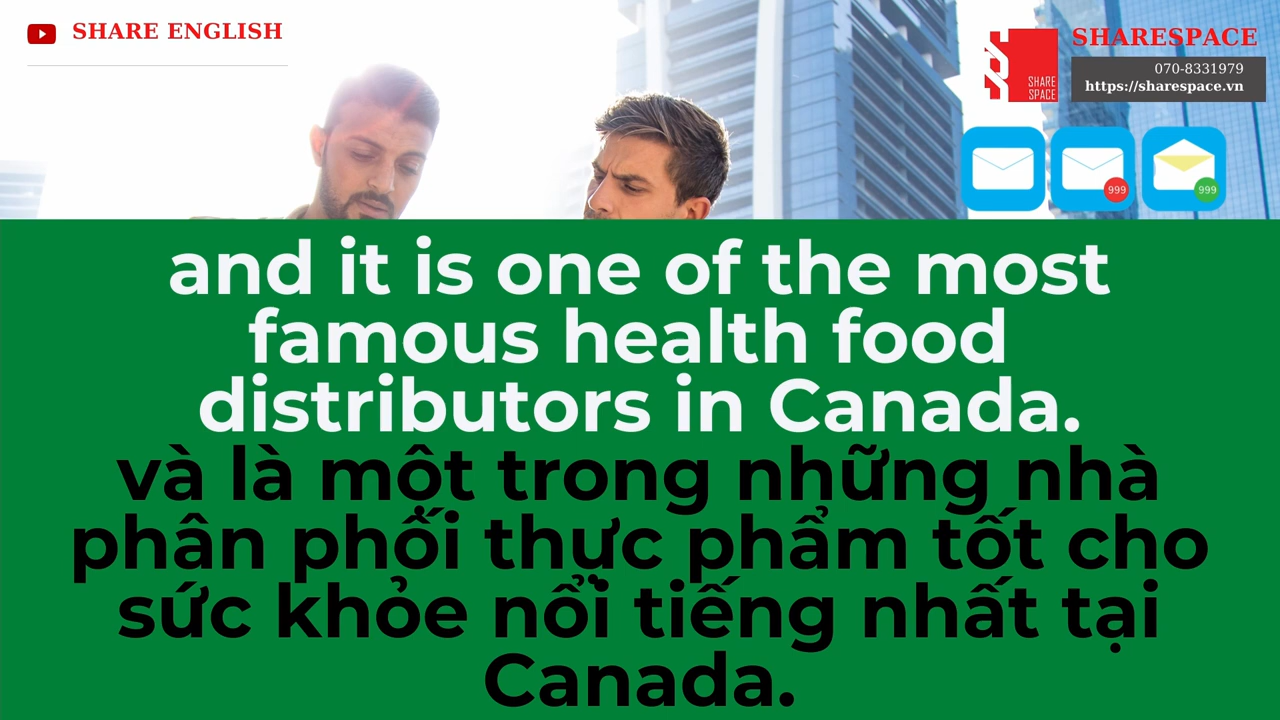 SHARE ENGLISH
SHARESPACE
070-8331979
https://sharespace.vn
SHARE
SPACE
999
999
and it is one of the most
famous health food
distributors in Canada.
và là một trong những nhà
phân phối thực phẩm tốt cho
sức khỏe nổi tiếng nhất tại
Canada.